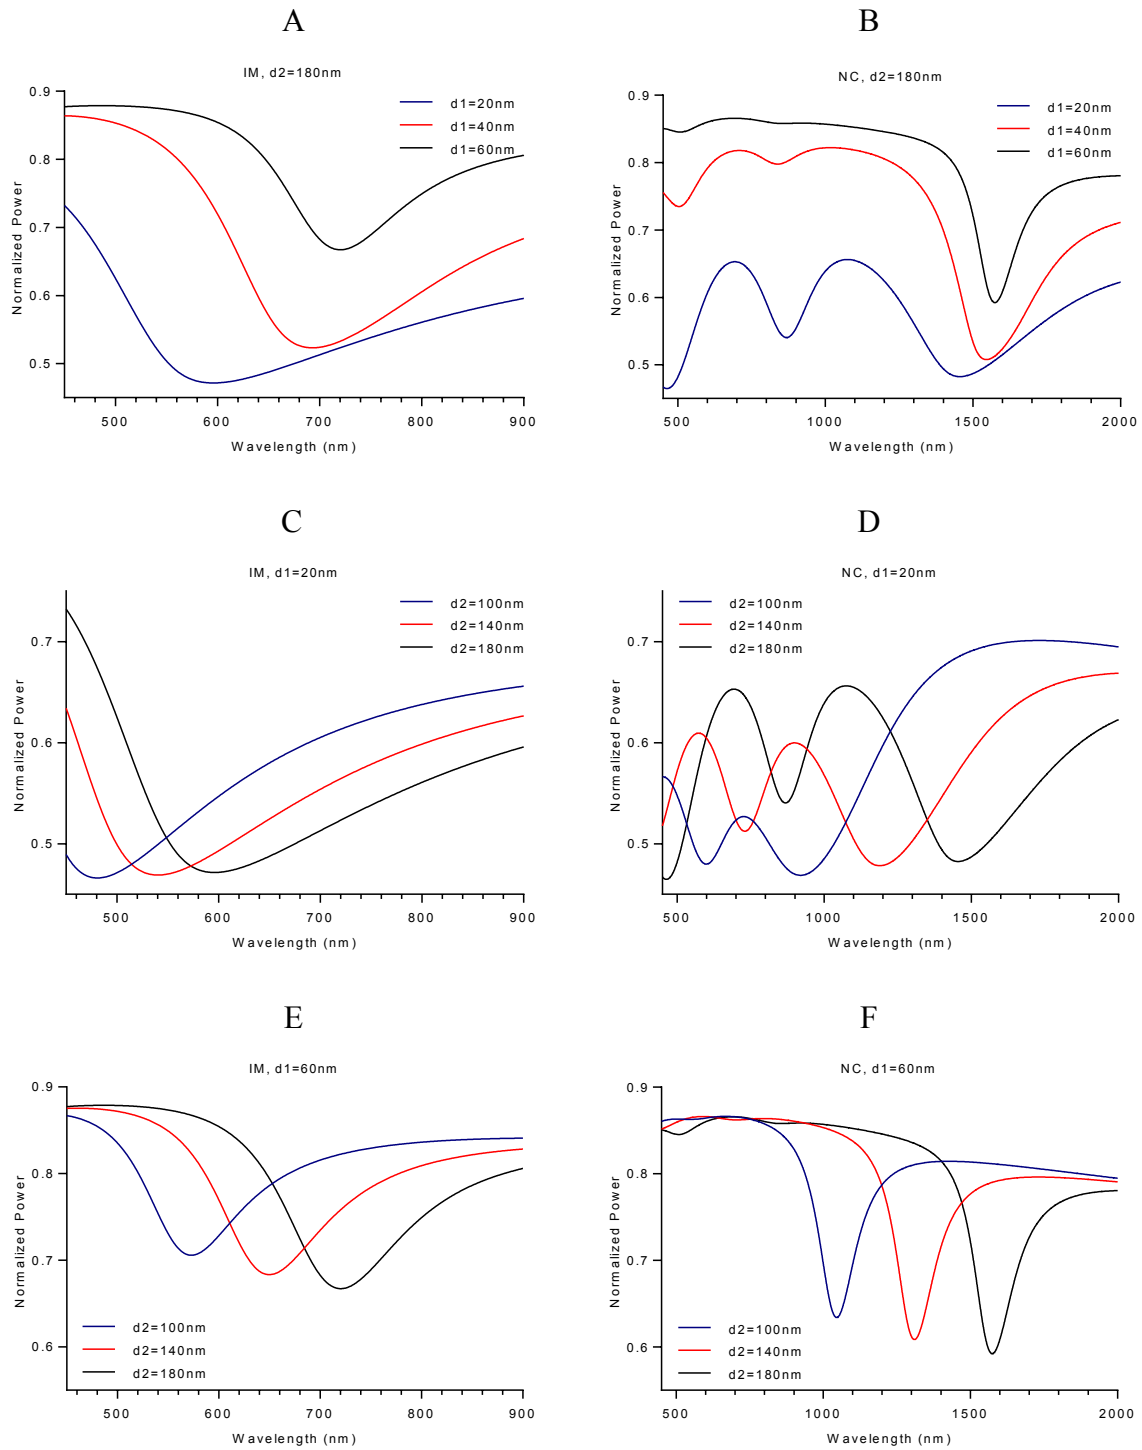 A
IM, d2=180nm
0.9
0.8
0.7
0.6
0.5
Normalized Power
d1=20nm
d1=40nm
d1=60nm
500
600
700
800
900
Wavelength (nm)
B
NC, d2=180nm
0.9
0.8
0.7
0.6
0.5
Normalized Power
d1=20nm
d1=40nm
d1=60nm
500
1000
1500
2000
Wavelength (nm)
C
IM, d1=20nm
0.7
0.6
0.5
Normalized Power
d2=100nm
d2=140nm
d2=180nm
500
600
700
800
900
Wavelength (nm)
D
NC, d1=20nm
0.7
0.6
0.5
Normalized Power
d2=100nm
d2=140nm
d2=180nm
500
1000
1500
2000
Wavelength (nm)
E
IM, d1=60nm
0.9
0.8
0.7
0.6
Normalized Power
d2=100nm
d2=140nm
d2=180nm
500
600
700
800
900
Wavelength (nm)
F
NC, d1=60nm
0.9
0.8
0.7
0.6
Normalized Power
d2=100nm
d2=140nm
d2=180nm
500
1000
1500
2000
Wavelength (nm)